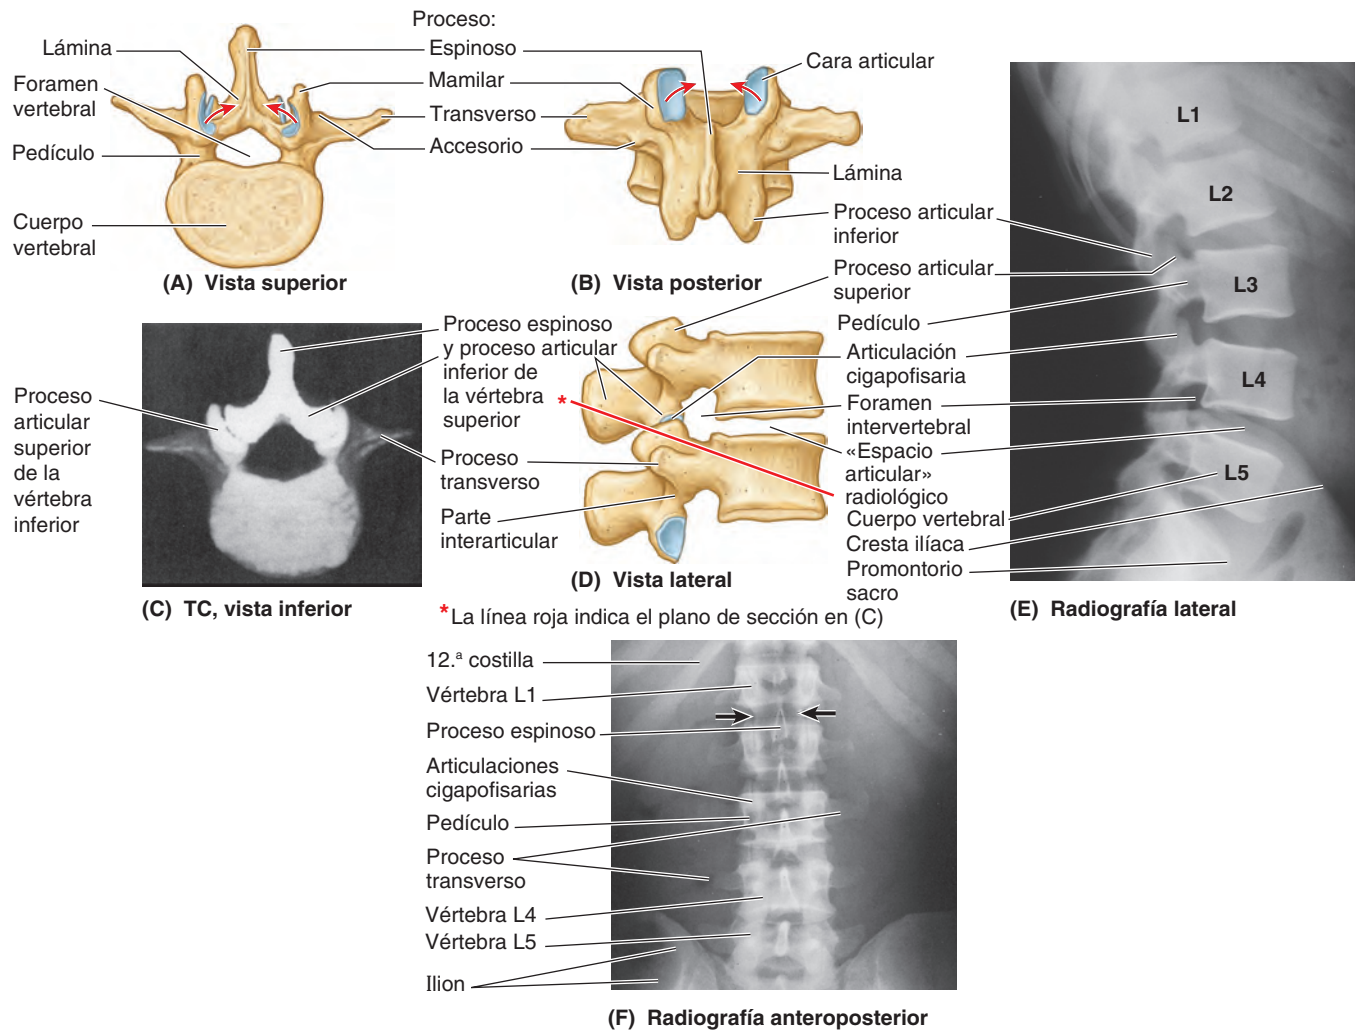 Proceso:
Lámina
Espinoso
Foramen
vertebral
Mamilar
Transverso
Pedículo
Accesorio
Cuerpo
vertebral
(A) Vista superior
Cara articular
Lámina
Proceso articular
inferior
(B) Vista posterior
Proceso articular
superior
Pedículo
Articulación
cigapofisaria
Foramen
intervertebral
«Espacio
articular»
radiológico
Cuerpo vertebral
Cresta ilíaca
Promontorio
sacro
L1
L2
L3
L4
L5
(E) Radiografía lateral
Proceso
articular
superior
de la
vértebra
inferior
(C) TC, vista inferior
Proceso espinoso
y proceso articular
inferior de
la vértebra
superior
*
Proceso
transverso
Parte
interarticular
(D) Vista lateral
*La línea roja indica el plano de sección en (C)
12.ª costilla
Vértebra L1
Proceso espinoso
Articulaciones
cigapofisarias
Pedículo
Proceso
transverso
Vértebra L4
Vértebra L5
Ilion
(F) Radiografía anteroposterior